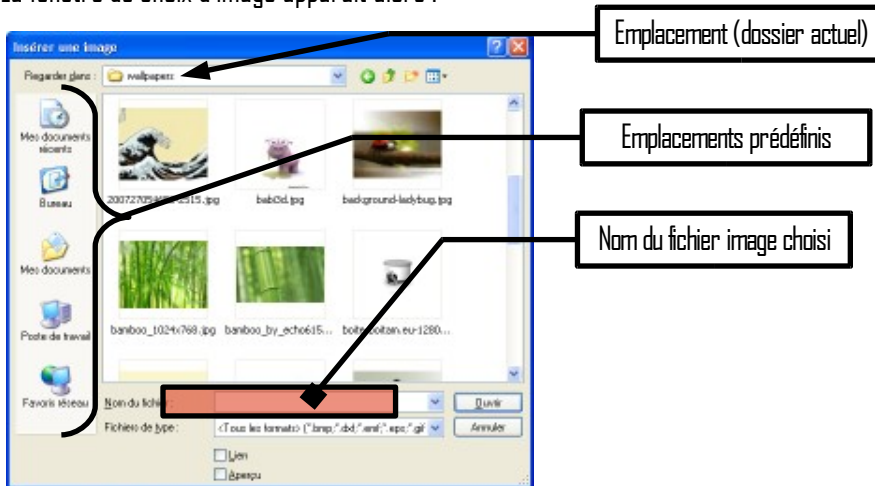 La fenêtre de choix d'image apparaît alors :
Emplacement (dossier actuel)
Insérer une image
Regarder dans :
wallpapers
Mes documents
récents
Emplacements prédéfinis
bab3d.jpg
background-ladybug.jpg
Bureau
Nom du fichier image choisi
Mes documents
bamboo_1024x768.jpg
bamboo_by_echo615...
Poste de travail
Favoris réseau
Nom du fichier :
Ouvrir
Fichiers de type :
<Tous les formats> (*.bmp;*.dxf;*.emf;*.eps;*.gif
Annuler
Lien
Aperçu